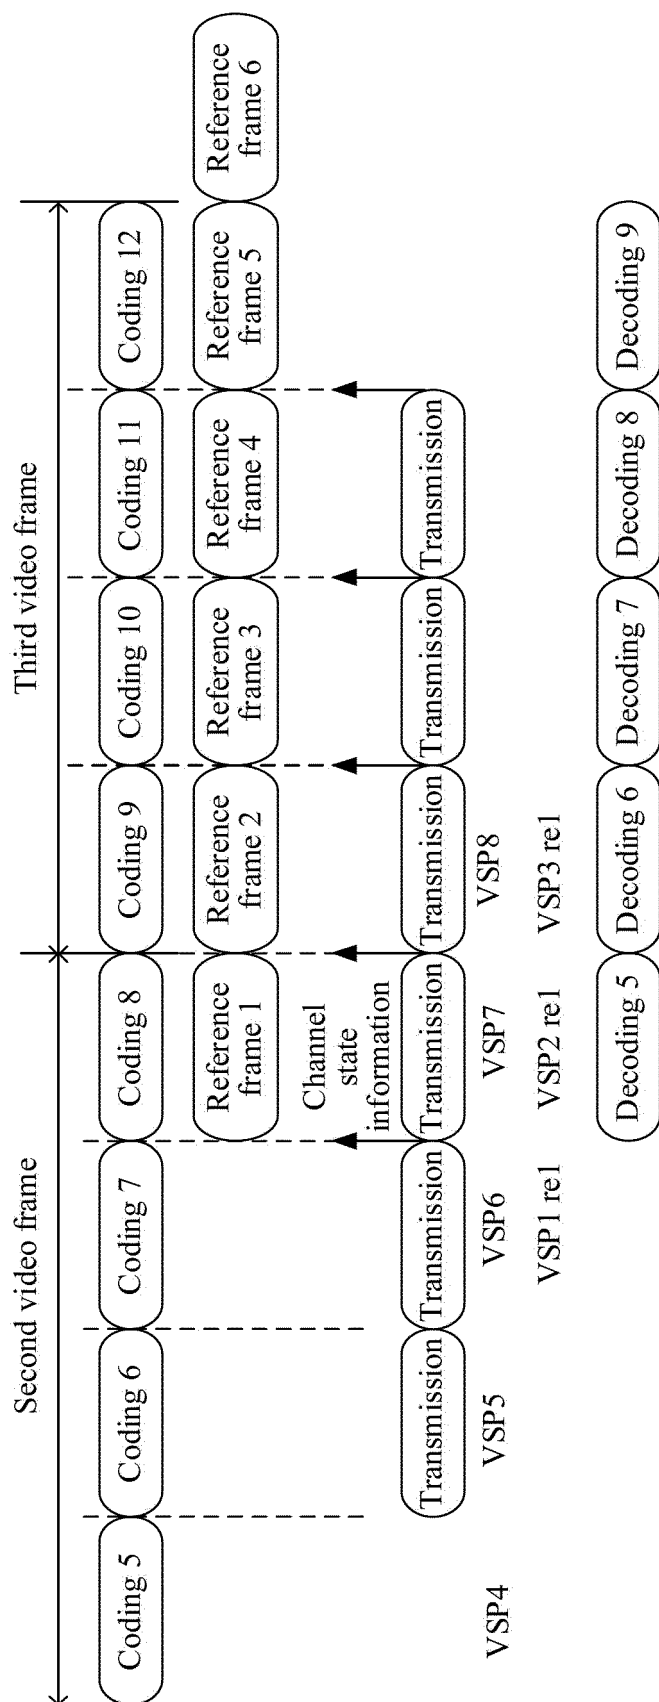 Second video frame
Third video frame
Coding 5
Coding 6
Coding 7
Coding 8
Coding 9
Coding 10
Coding 11
Coding 12
Reference
frame 1
Reference
frame 2
Reference
frame 3
Reference
frame 4
Reference
frame 5
Reference
frame 6
Channel
state
information
Transmission
Transmission
Transmission
Transmission
Transmission
Transmission
VSP4
VSP5
VSP6
VSP7
VSP8
VSP1 re1
VSP2 re1
VSP3 re1
Decoding 5
Decoding 6
Decoding 7
Decoding 8
Decoding 9